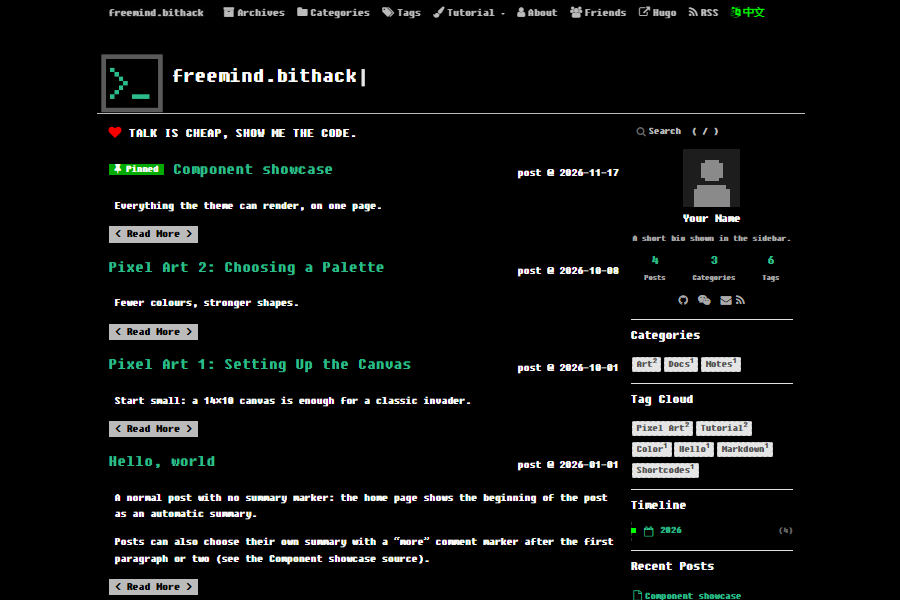 freemind.bithack Archives Categories Tags Tutorial About Friends Hugo RSS 中文
freemind.bithack|
TALK IS CHEAP, SHOW ME THE CODE.
Pinned Component showcase
post @ 2026-11-17
Everything the theme can render, on one page.
< Read More >
Pixel Art 2: Choosing a Palette
post @ 2026-10-08
Fewer colours, stronger shapes.
< Read More >
Pixel Art 1: Setting Up the Canvas
post @ 2026-10-01
Start small: a 14×10 canvas is enough for a classic invader.
< Read More >
Hello, world
post @ 2026-01-01
A normal post with no summary marker: the home page shows the beginning of the post
as an automatic summary.
Posts can also choose their own summary with a “more” comment marker after the first
paragraph or two (see the Component showcase source).
< Read More >
Search ( / )
Your Name
A short bio shown in the sidebar.
4 3 6
Posts Categories Tags
Categories
Art2 Docs1 Notes1
Tag Cloud
Pixel Art2 Tutorial2
Color1 Hello1 Markdown1
Shortcodes1
Timeline
2026 (4)
Recent Posts
Component showcase